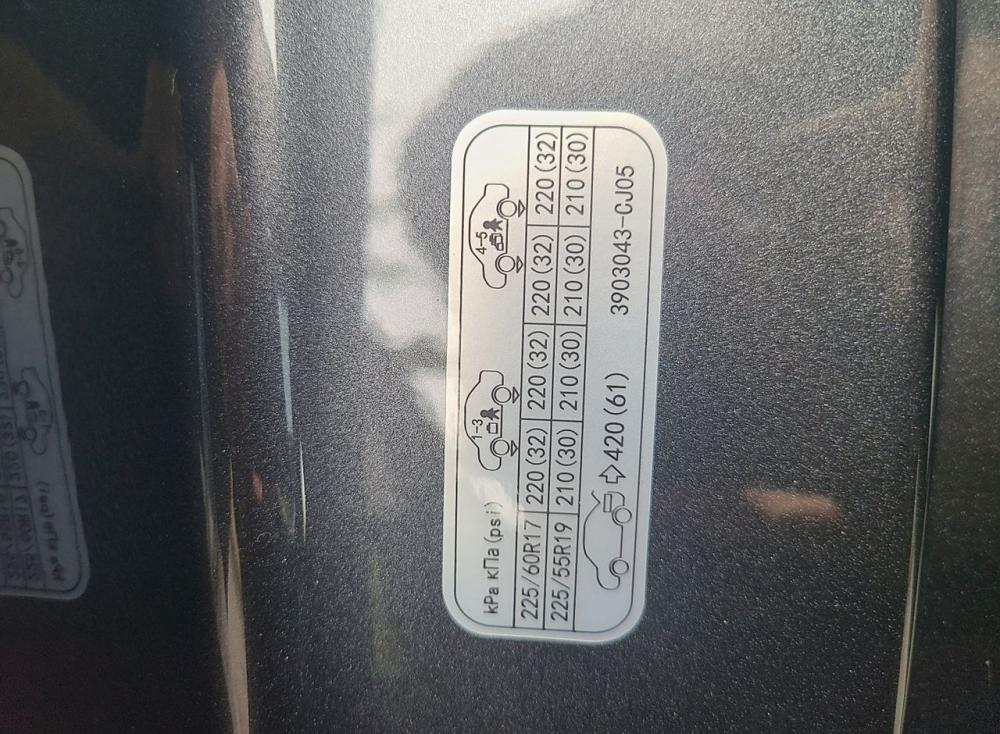 kPa кПа (psi) 1-3 4-5
225/60R17 220 (32) 220 (32) 220 (32) 220 (32)
225/55R19 210 (30) 210 (30) 210 (30) 210 (30)
420 (61) 3903043-CJ05